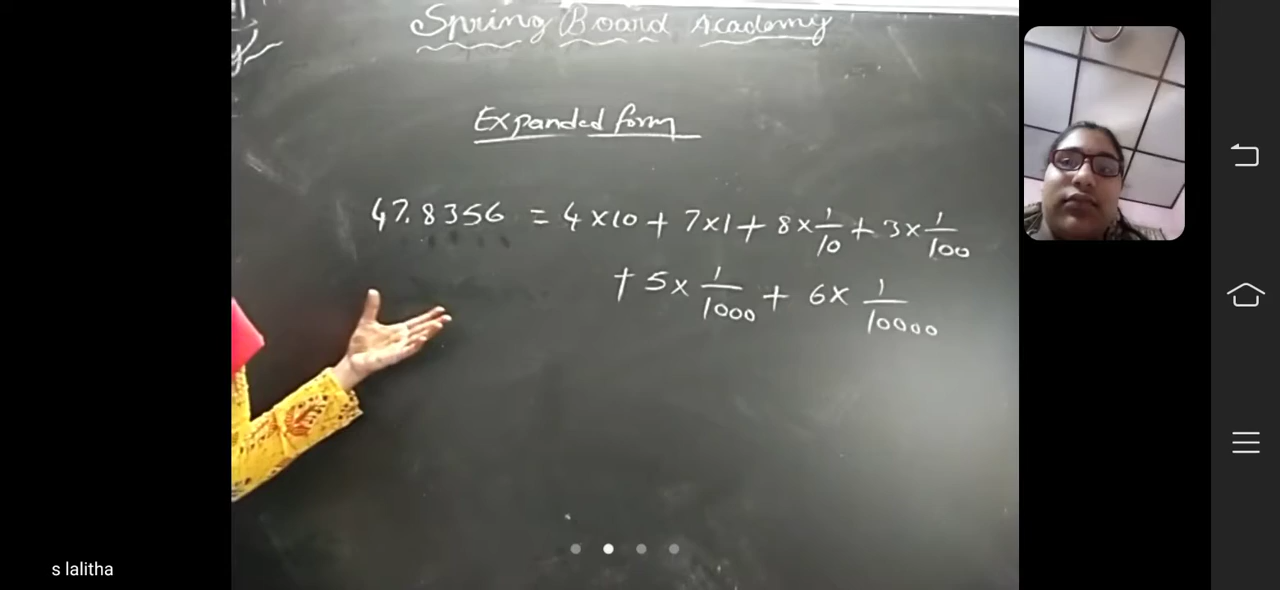 Spring Board Academy
Expanded form
47.8356 = 4×10 + 7×1 + 8×1/10 + 3×1/100
+ 5×1/1000 + 6×1/10000
s lalitha